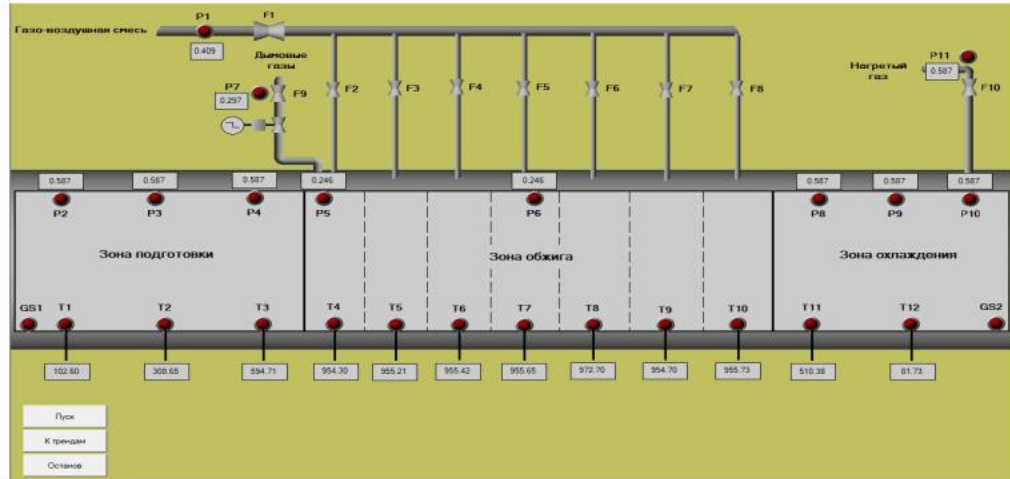 P1
F1
Газо-воздушная смесь
0.409
Дымовые
газы
P7
0.297
F9
F2
F3
F4
F5
F6
F7
F8
P11
Нагретый
газ
0.587
F10
0.587
0.587
0.587
0.246
0.246
0.587
0.587
0.587
P2
P3
P4
P5
P6
P8
P9
P10
Зона подготовки
Зона обжига
Зона охлаждения
GS1
T1
T2
T3
T4
T5
T6
T7
T8
T9
T10
T11
T12
GS2
102.60
308.65
594.71
954.30
955.21
955.42
955.65
972.70
954.70
955.73
510.38
81.73
Пуск
К трендам
Останов